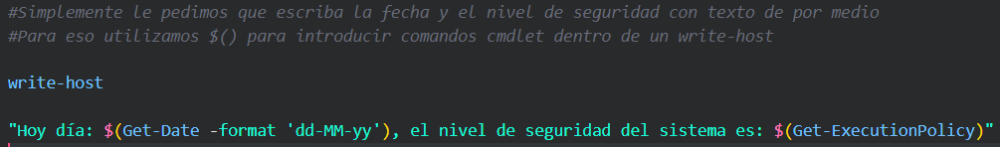 #Simplemente le pedimos que escriba la fecha y el nivel de seguridad con texto de por medio
#Para eso utilizamos $() para introducir comandos cmdlet dentro de un write-host
write-host
"Hoy día: $(Get-Date -format 'dd-MM-yy'), el nivel de seguridad del sistema es: $(Get-ExecutionPolicy)"